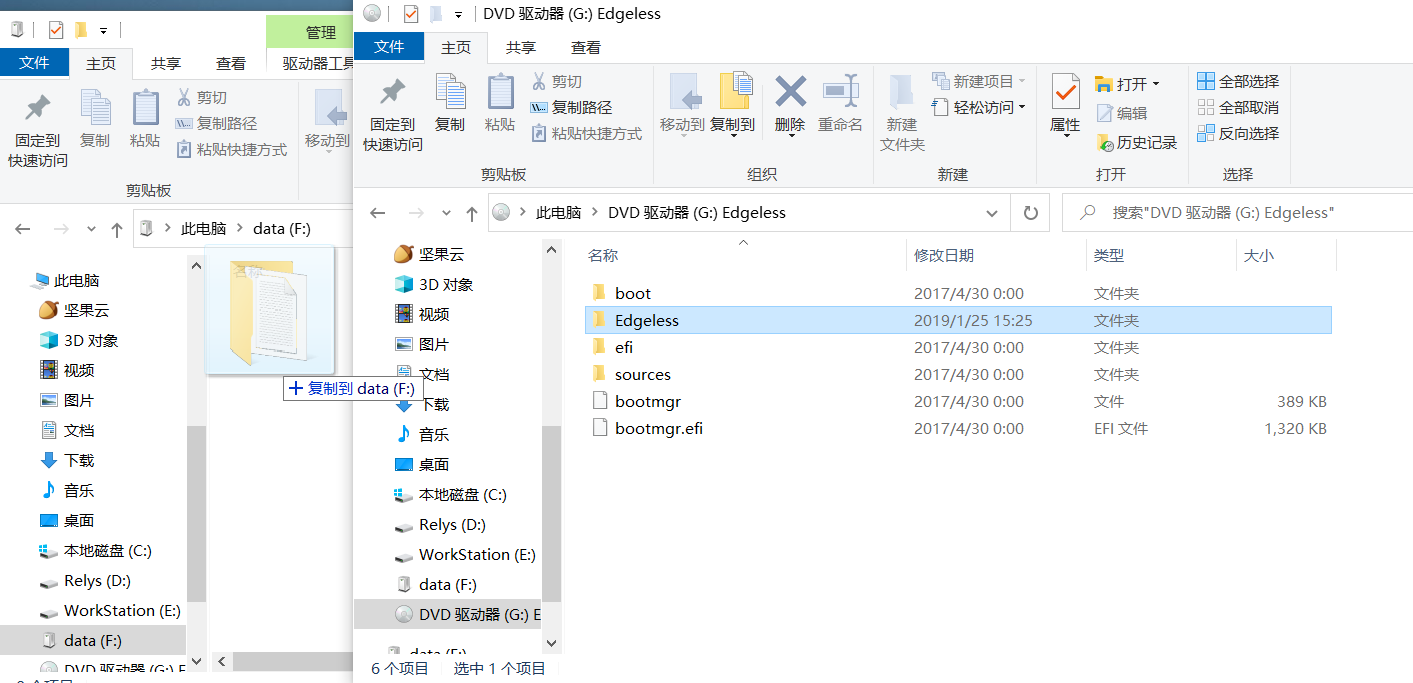 管理
文件 主页 共享 查看 驱动器工具
固定到
快速访问
复制
粘贴
剪切
复制路径
粘贴快捷方式
移动到
剪贴板
此电脑 data (F:)
名称
复制到 data (F:)
此电脑
坚果云
3D 对象
视频
图片
文档
下载
音乐
桌面
本地磁盘 (C:)
Relys (D:)
WorkStation (E:)
data (F:)
DVD 驱动器 (G:) E
0 个项目
DVD 驱动器 (G:) Edgeless
文件 主页 共享 查看
固定到
快速访问
复制
粘贴
剪切
复制路径
粘贴快捷方式
剪贴板
移动到 复制到 删除 重命名
组织
新建
文件夹
新建项目
轻松访问
新建
属性
打开
编辑
历史记录
打开
全部选择
全部取消
反向选择
选择
此电脑 DVD 驱动器 (G:) Edgeless
搜索"DVD 驱动器 (G:) Edgeless"
坚果云
3D 对象
视频
图片
文档
下载
音乐
桌面
本地磁盘 (C:)
Relys (D:)
WorkStation (E:)
data (F:)
DVD 驱动器 (G:) E
data (F:)
名称 修改日期 类型 大小
boot 2017/4/30 0:00 文件夹
Edgeless 2019/1/25 15:25 文件夹
efi 2017/4/30 0:00 文件夹
sources 2017/4/30 0:00 文件夹
bootmgr 2017/4/30 0:00 文件 389 KB
bootmgr.efi 2017/4/30 0:00 EFI 文件 1,320 KB
6 个项目 选中 1 个项目